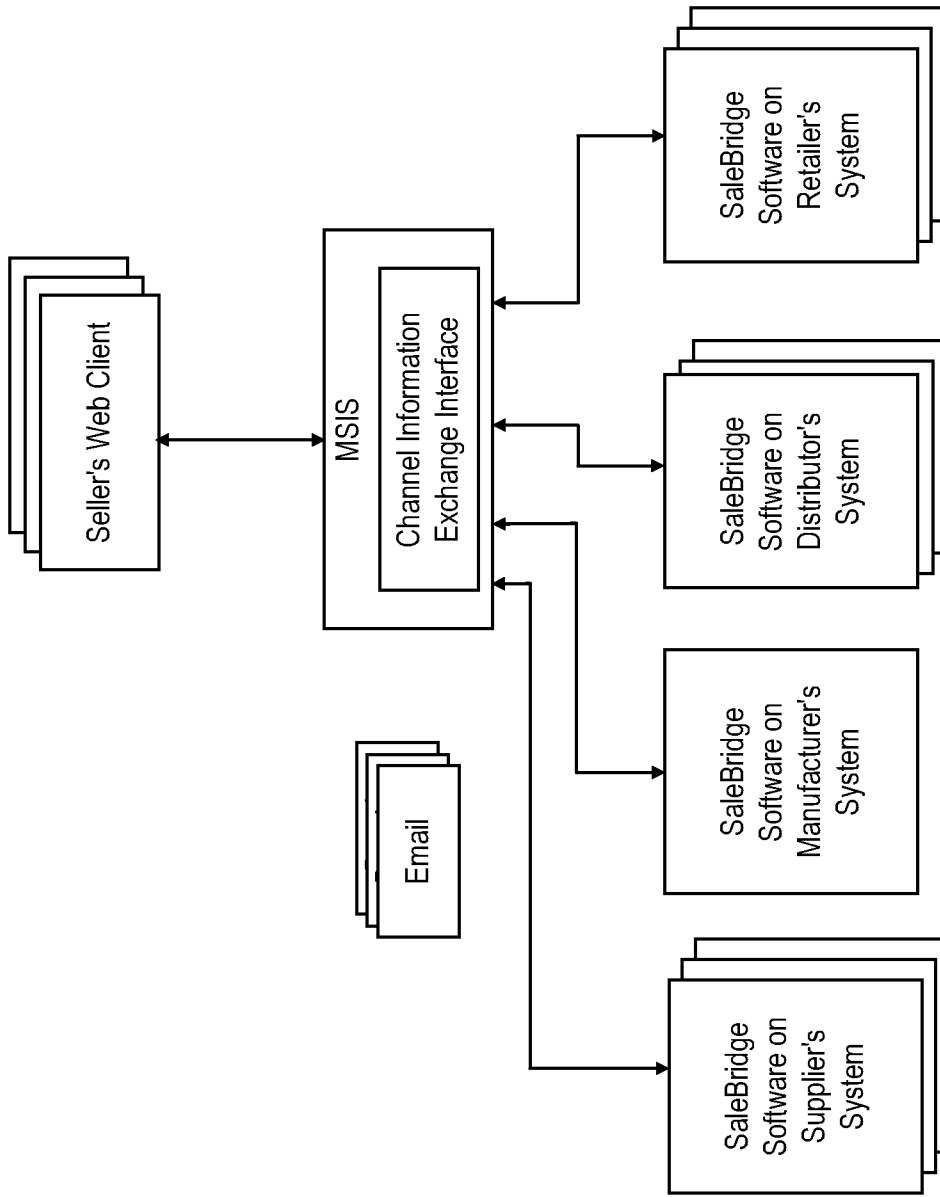 Seller's Web Client
MSIS
Channel Information
Exchange Interface
Email
SaleBridge
Software on
Supplier's
System
SaleBridge
Software on
Manufacturer's
System
SaleBridge
Software on
Distributor's
System
SaleBridge
Software on
Retailer's
System